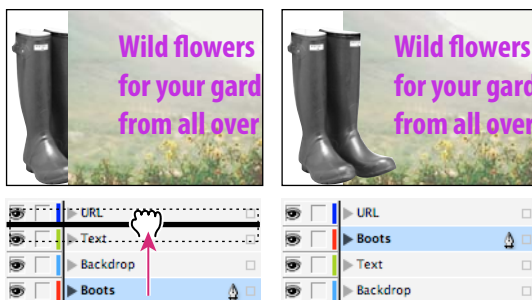 Wild flowers
for your gard
from all over
Wild flowers
for your gard
from all over
URL
Text
Backdrop
Boots
URL
Boots
Text
Backdrop